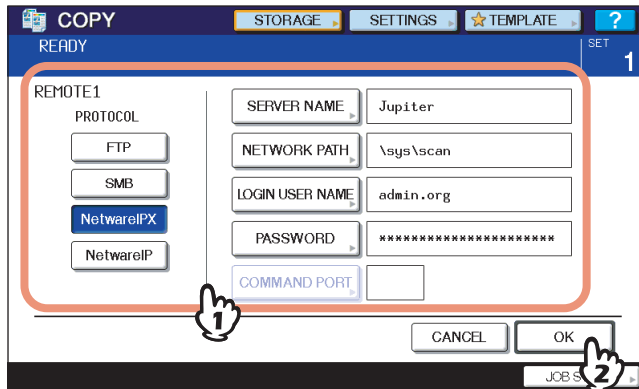 COPY STORAGE SETTINGS TEMPLATE ?
READY SET 1
REMOTE1
PROTOCOL
FTP
SMB
NetwareIPX
NetwareIP
SERVER NAME Jupiter
NETWORK PATH \sys\scan
LOGIN USER NAME admin.org
PASSWORD **********************
COMMAND PORT
1
CANCEL OK
JOB S
2